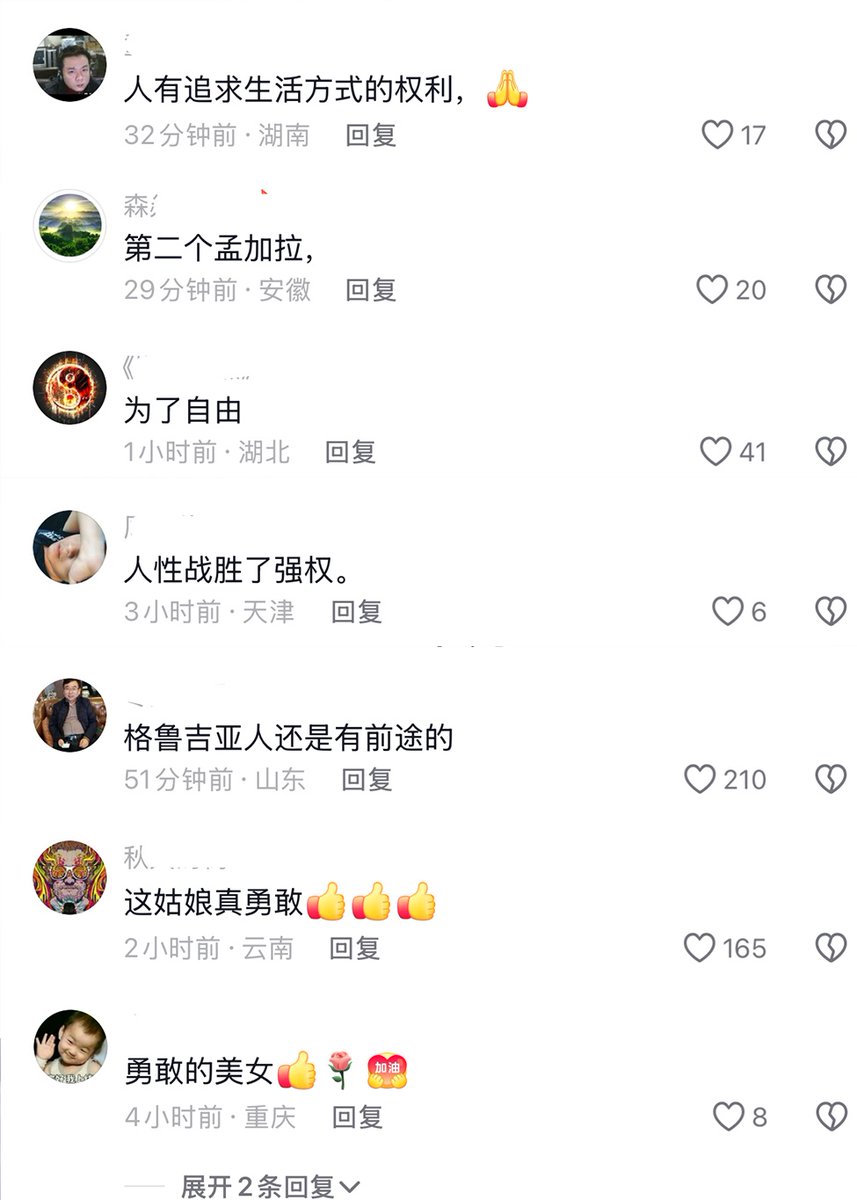 人有追求生活方式的权利，
32分钟前·湖南 回复 17
森
第二个孟加拉，
29分钟前·安徽 回复 20
《
为了自由
1小时前·湖北 回复 41
人性战胜了强权。
3小时前·天津 回复 6
格鲁吉亚人还是有前途的
51分钟前·山东 回复 210
秋
这姑娘真勇敢
2小时前·云南 回复 165
勇敢的美女 加油
4小时前·重庆 回复 8
展开2条回复